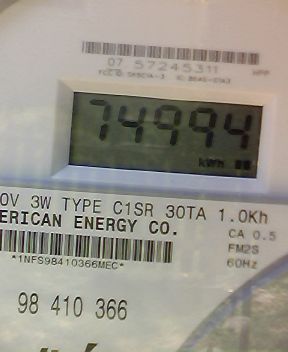 07 57245311
74994
KWH
0V 3W TYPE C1SR 30TA 1.0Kh
ERICAN ENERGY CO.
CA 0.5
FM2S
*1NFS98410366MEC*
60Hz
98 410 366